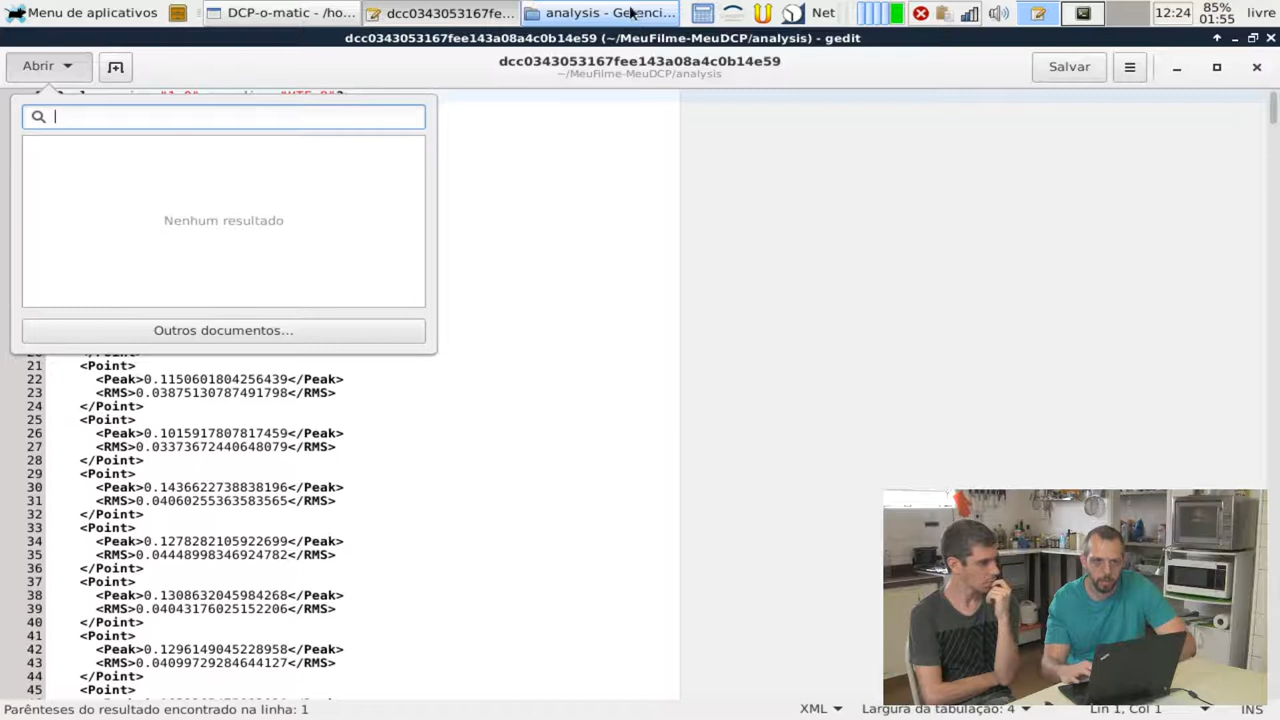 Menu de aplicativos
DCP-o-matic - /ho...
dcc0343053167fe...
analysis - Gerenci...
Net
12:24
85%
01:55
livre
dcc0343053167fee143a08a4c0b14e59 (~/MeuFilme-MeuDCP/analysis) - gedit
Abrir
dcc0343053167fee143a08a4c0b14e59
~/MeuFilme-MeuDCP/analysis
Salvar
Nenhum resultado
Outros documentos...
21 <Point>
22 <Peak>0.1150601804256439</Peak>
23 <RMS>0.03875130787491798</RMS>
24 </Point>
25 <Point>
26 <Peak>0.1015917807817459</Peak>
27 <RMS>0.03373672440648079</RMS>
28 </Point>
29 <Point>
30 <Peak>0.1436622738838196</Peak>
31 <RMS>0.04060255363583565</RMS>
32 </Point>
33 <Point>
34 <Peak>0.1278282105922699</Peak>
35 <RMS>0.04448998346924782</RMS>
36 </Point>
37 <Point>
38 <Peak>0.1308632045984268</Peak>
39 <RMS>0.04043176025152206</RMS>
40 </Point>
41 <Point>
42 <Peak>0.1296149045228958</Peak>
43 <RMS>0.04099729284644127</RMS>
44 </Point>
45 <Point>
Parênteses do resultado encontrado na linha: 1
XML
Largura da tabulação: 4
Lin 1, Col 1
INS